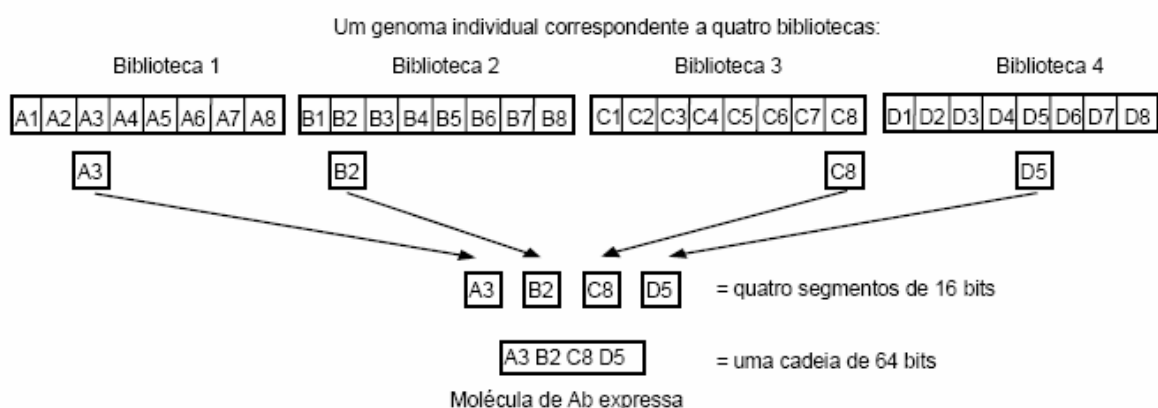 Um genoma individual correspondente a quatro bibliotecas:
Biblioteca 1 Biblioteca 2 Biblioteca 3 Biblioteca 4
A1 A2 A3 A4 A5 A6 A7 A8 B1 B2 B3 B4 B5 B6 B7 B8 C1 C2 C3 C4 C5 C6 C7 C8 D1 D2 D3 D4 D5 D6 D7 D8
A3 B2 C8 D5
A3 B2 C8 D5 = quatro segmentos de 16 bits
A3 B2 C8 D5 = uma cadeia de 64 bits
Molécula de Ab expressa